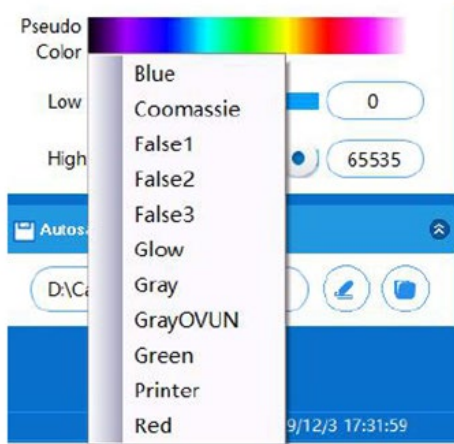 Pseudo
Color
Blue
Low
0
Coomassie
False1
High
65535
False2
False3
Autos
Glow
D:\Ca
Gray
GrayOVUN
Green
Printer
Red
9/12/3 17:31:59